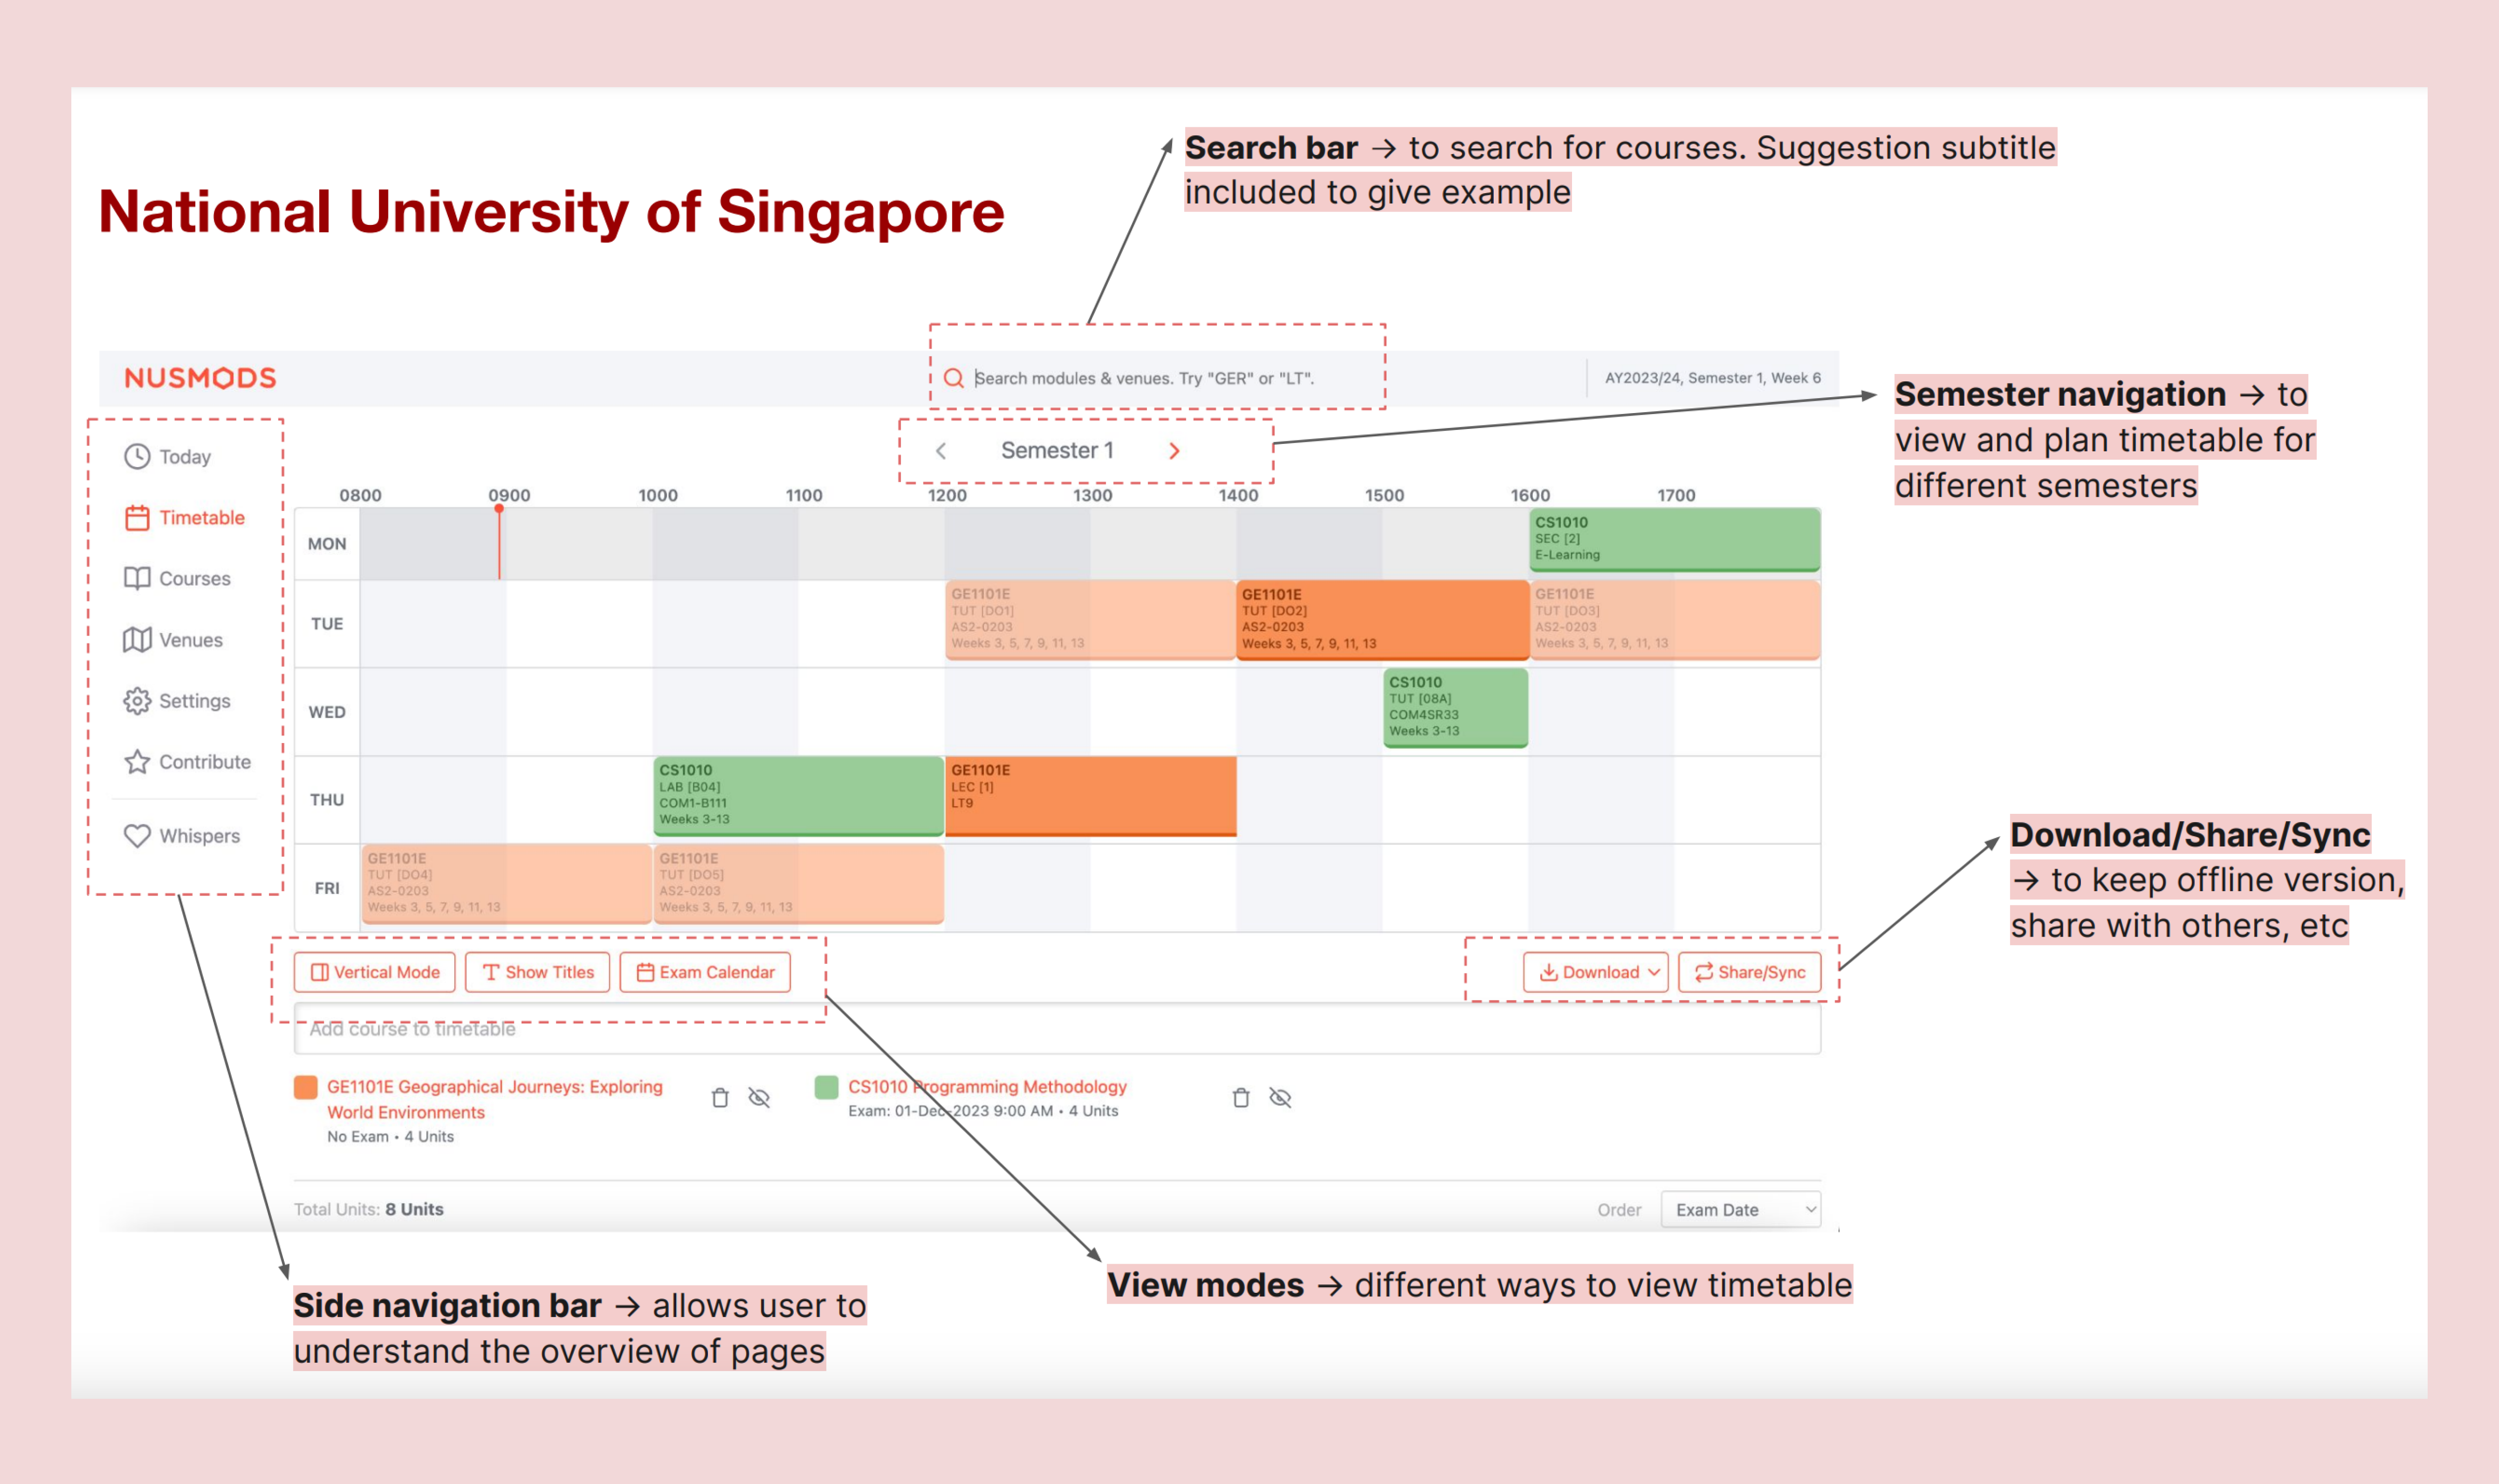 Search bar → to search for courses. Suggestion subtitle
included to give example
National University of Singapore
NUSMODS
Search modules & venues. Try "GER" or "LT".
AY2023/24, Semester 1, Week 6
Semester navigation → to
view and plan timetable for
different semesters
Today
Timetable
Courses
Venues
Settings
Contribute
Whispers
Semester 1
0800 0900 1000 1100 1200 1300 1400 1500 1600 1700
MON
CS1010
SEC [2]
E-Learning
TUE
GE1101E
TUT [DO1]
AS2-0203
Weeks 3, 5, 7, 9, 11, 13
GE1101E
TUT [DO2]
AS2-0203
Weeks 3, 5, 7, 9, 11, 13
GE1101E
TUT [DO3]
AS2-0203
Weeks 3, 5, 7, 9, 11, 13
WED
CS1010
TUT [08A]
COM4SR33
Weeks 3-13
THU
CS1010
LAB [B04]
COM1-B111
Weeks 3-13
GE1101E
LEC [1]
LT9
FRI
GE1101E
TUT [DO4]
AS2-0203
Weeks 3, 5, 7, 9, 11, 13
GE1101E
TUT [DO5]
AS2-0203
Weeks 3, 5, 7, 9, 11, 13
Download/Share/Sync
→ to keep offline version,
share with others, etc
Vertical Mode
Show Titles
Exam Calendar
Download
Share/Sync
Add course to timetable
GE1101E Geographical Journeys: Exploring
World Environments
No Exam • 4 Units
CS1010 Programming Methodology
Exam: 01-Dec-2023 9:00 AM • 4 Units
Total Units: 8 Units
Order
Exam Date
Side navigation bar → allows user to
understand the overview of pages
View modes → different ways to view timetable